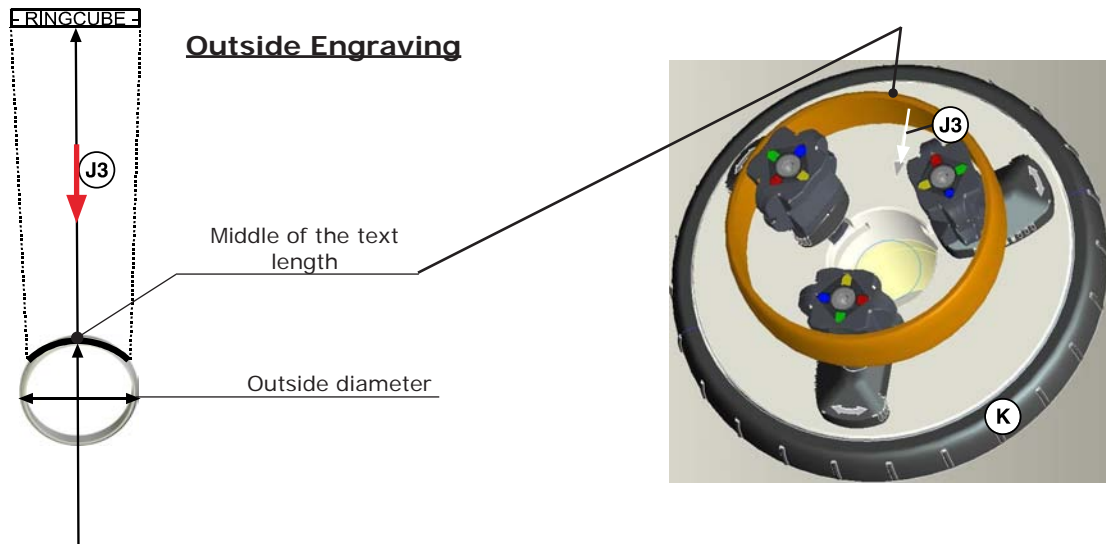 - RINGCUBE -
Outside Engraving
J3
J3
Middle of the text
length
Outside diameter
K